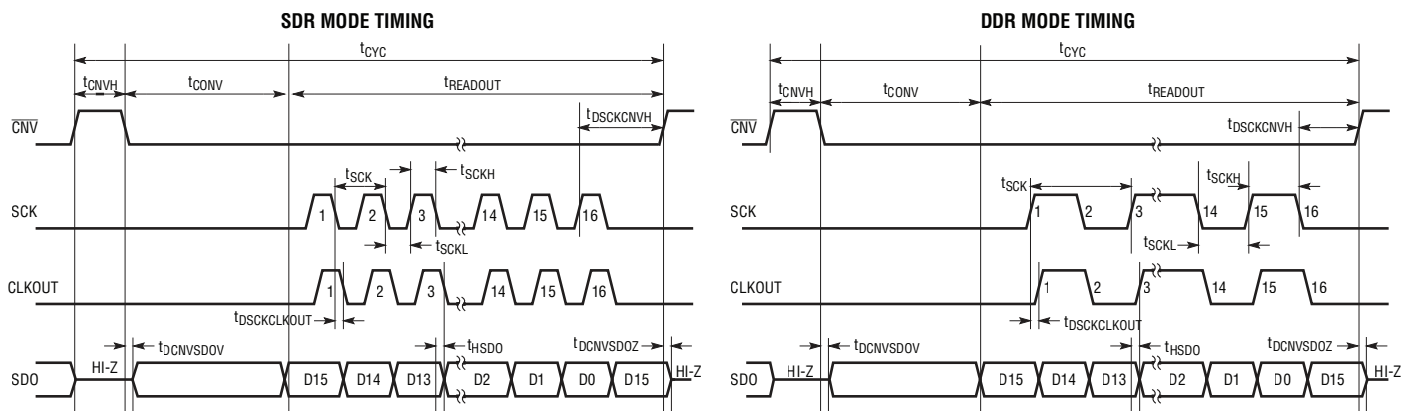 SDR MODE TIMING
tCYC
tCNVH
tCONV
tREADOUT
tDSCKCNVH
CNV
tSCK
tSCKH
SCK
1 2 3 14 15 16
tSCKL
CLKOUT
1 2 3 14 15 16
tDSCKCLKOUT
tDCNVSDOV
tHSDO
tDCNVSDOZ
SDO
HI-Z
D15 D14 D13 D2 D1 D0 D15
HI-Z
DDR MODE TIMING
tCYC
tCNVH
tCONV
tREADOUT
tDSCKCNVH
CNV
tSCK
tSCKH
SCK
1 2 3 14 15 16
tSCKL
CLKOUT
1 2 3 14 15 16
tDSCKCLKOUT
tDCNVSDOV
tHSDO
tDCNVSDOZ
SDO
HI-Z
D15 D14 D13 D2 D1 D0 D15
HI-Z